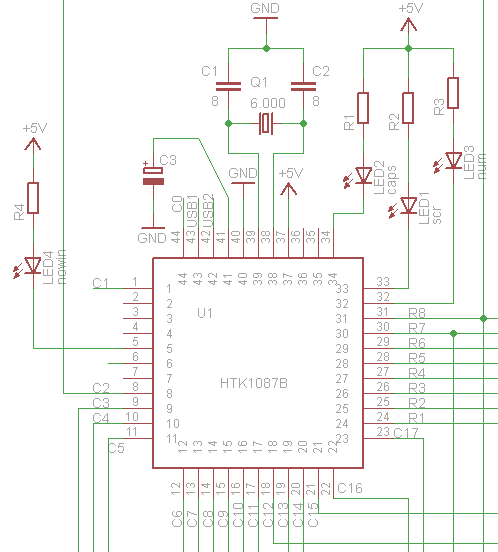 GND
+5V
C1
Q1
C2
8
6.000
8
R1
R2
R3
+5V
+
C3
GND
+5V
LED2
caps
LED3
num
R4
C0
USB1
USB2
LED1
scr
GND
44
43
42
41
40
39
38
37
36
35
34
LED4
nowin
44
43
42
41
40
39
38
37
36
35
34
C1
1
1
33
33
2
2
32
32
3
3
U1
31
31
R8
4
4
30
30
R7
5
5
29
29
R6
6
6
28
28
R5
7
7
HTK1087B
27
27
R4
C2
8
8
26
26
R3
C3
9
9
25
25
R2
C4
10
10
24
24
R1
C5
11
11
23
23
C17
12
13
14
15
16
17
18
19
20
21
22
12
13
14
15
16
17
18
19
20
21
22
C16
C6
C7
C8
C9
C10
C11
C12
C13
C14
C15